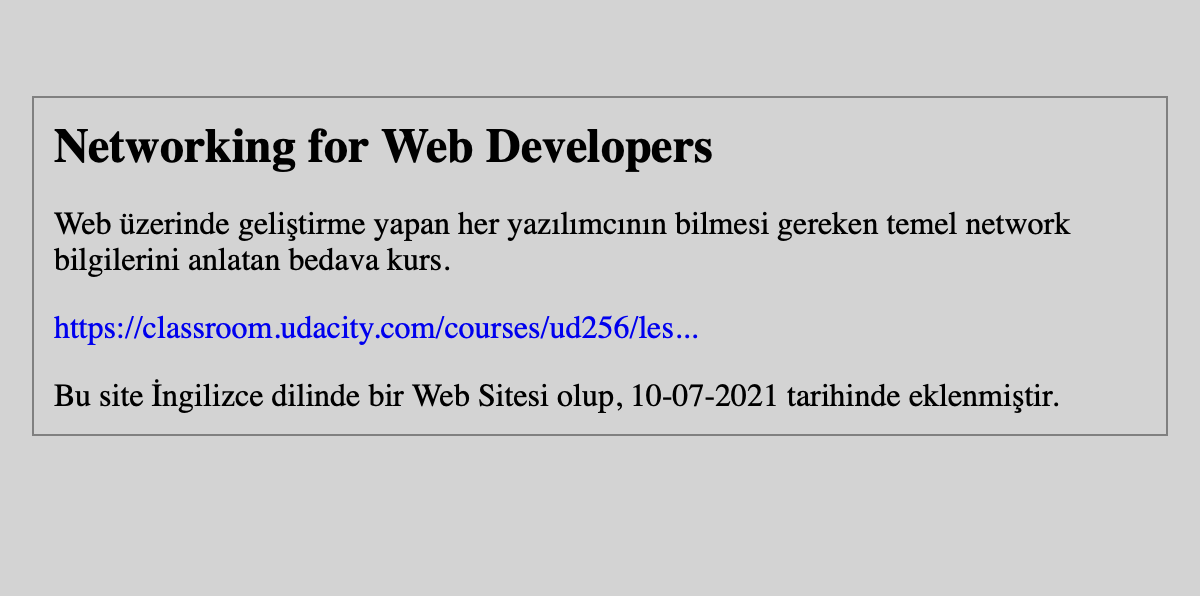 Networking for Web Developers
Web üzerinde geliştirme yapan her yazılımcının bilmesi gereken temel network
bilgilerini anlatan bedava kurs.
https://classroom.udacity.com/courses/ud256/les...
Bu site İngilizce dilinde bir Web Sitesi olup, 10-07-2021 tarihinde eklenmiştir.